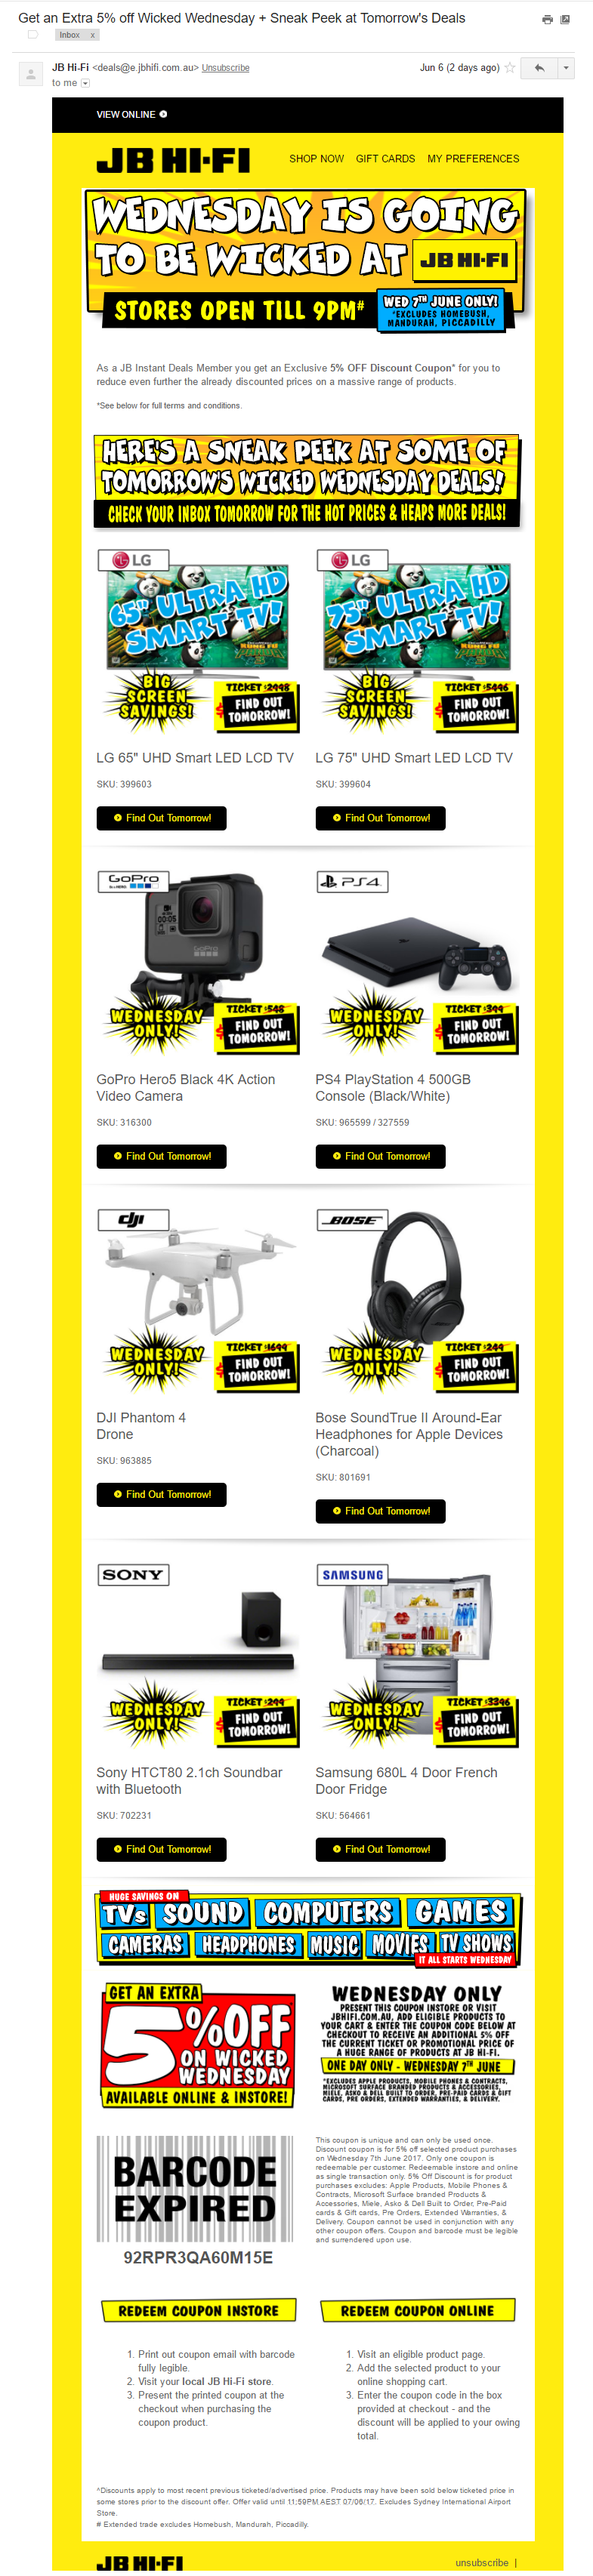 Get an Extra 5% off Wicked Wednesday + Sneak Peek at Tomorrow's Deals
Inbox x
JB Hi-Fi <deals@e.jbhifi.com.au> Unsubscribe
Jun 6 (2 days ago)
to me
VIEW ONLINE
JB HI-FI
SHOP NOW GIFT CARDS MY PREFERENCES
WEDNESDAY IS GOING
TO BE WICKED AT JB HI-FI
STORES OPEN TILL 9PM#
WED 7TH JUNE ONLY!
*EXCLUDES HOMEBUSH,
MANDURAH, PICCADILLY
As a JB Instant Deals Member you get an Exclusive 5% OFF Discount Coupon* for you to
reduce even further the already discounted prices on a massive range of products.
*See below for full terms and conditions.
HERE'S A SNEAK PEEK AT SOME OF
TOMORROW'S WICKED WEDNESDAY DEALS!
CHECK YOUR INBOX TOMORROW FOR THE HOT PRICES & HEAPS MORE DEALS!
LG
65" ULTRA HD
SMART TV!
BIG
SCREEN
SAVINGS!
TICKET $2998
$ FIND OUT
TOMORROW!
LG 65" UHD Smart LED LCD TV
SKU: 399603
Find Out Tomorrow!
LG
75" ULTRA HD
SMART TV!
BIG
SCREEN
SAVINGS!
TICKET $5496
$ FIND OUT
TOMORROW!
LG 75" UHD Smart LED LCD TV
SKU: 399604
Find Out Tomorrow!
GoPro
WEDNESDAY
ONLY!
TICKET $548
$ FIND OUT
TOMORROW!
GoPro Hero5 Black 4K Action
Video Camera
SKU: 316300
Find Out Tomorrow!
PS4
WEDNESDAY
ONLY!
TICKET $399
$ FIND OUT
TOMORROW!
PS4 PlayStation 4 500GB
Console (Black/White)
SKU: 965599 / 327559
Find Out Tomorrow!
dji
WEDNESDAY
ONLY!
TICKET $1699
$ FIND OUT
TOMORROW!
DJI Phantom 4
Drone
SKU: 963885
Find Out Tomorrow!
BOSE
WEDNESDAY
ONLY!
TICKET $249
$ FIND OUT
TOMORROW!
Bose SoundTrue II Around-Ear
Headphones for Apple Devices
(Charcoal)
SKU: 801691
Find Out Tomorrow!
SONY
WEDNESDAY
ONLY!
TICKET $299
$ FIND OUT
TOMORROW!
Sony HTCT80 2.1ch Soundbar
with Bluetooth
SKU: 702231
Find Out Tomorrow!
SAMSUNG
WEDNESDAY
ONLY!
TICKET $3396
$ FIND OUT
TOMORROW!
Samsung 680L 4 Door French
Door Fridge
SKU: 564661
Find Out Tomorrow!
HUGE SAVINGS ON
TVs SOUND COMPUTERS GAMES
CAMERAS HEADPHONES MUSIC MOVIES TV SHOWS
IT ALL STARTS WEDNESDAY
GET AN EXTRA
5% OFF
ON WICKED
WEDNESDAY
AVAILABLE ONLINE & INSTORE!
WEDNESDAY ONLY
PRESENT THIS COUPON INSTORE OR VISIT
JBHIFI.COM.AU, ADD ELIGIBLE PRODUCTS TO
YOUR CART & ENTER THE COUPON CODE BELOW AT
CHECKOUT TO RECEIVE AN ADDITIONAL 5% OFF
THE CURRENT TICKET OR PROMOTIONAL PRICE OF
A HUGE RANGE OF PRODUCTS AT JB HI-FI.
ONE DAY ONLY - WEDNESDAY 7TH JUNE
*EXCLUDES APPLE PRODUCTS, MOBILE PHONES & CONTRACTS,
MICROSOFT SURFACE BRANDED PRODUCTS & ACCESSORIES,
MIELE, ASKO & DELL BUILT TO ORDER, PRE-PAID CARDS & GIFT
CARDS, PRE ORDERS, EXTENDED WARRANTIES, & DELIVERY.
BARCODE
EXPIRED
92RPR3QA60M15E
This coupon is unique and can only be used once.
Discount coupon is for 5% off selected product purchases
on Wednesday 7th June 2017. Only one coupon is
redeemable per customer. Redeemable instore and online
as single transaction only. 5% Off Discount is for product
purchases excludes: Apple Products, Mobile Phones &
Contracts, Microsoft Surface branded Products &
Accessories, Miele, Asko & Dell Built to Order, Pre-Paid
cards & Gift cards, Pre Orders, Extended Warranties, &
Delivery. Coupon cannot be used in conjunction with any
other coupon offers. Coupon and barcode must be legible
and surrendered upon use.
REDEEM COUPON INSTORE
1. Print out coupon email with barcode
fully legible.
2. Visit your local JB Hi-Fi store.
3. Present the printed coupon at the
checkout when purchasing the
coupon product.
REDEEM COUPON ONLINE
1. Visit an eligible product page.
2. Add the selected product to your
online shopping cart.
3. Enter the coupon code in the box
provided at checkout - and the
discount will be applied to your owing
total.
^Discounts apply to most recent previous ticketed/advertised price. Products may have been sold below ticketed price in
some stores prior to the discount offer. Offer valid until 11:59PM AEST 07/06/17. Excludes Sydney International Airport
Store.
# Extended trade excludes Homebush, Mandurah, Piccadilly.
JB HI-FI
unsubscribe |